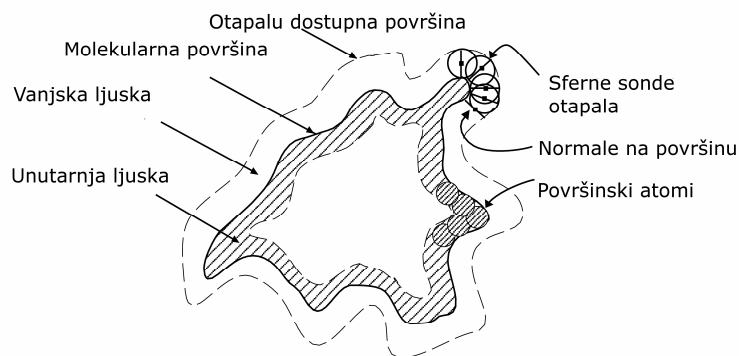 Otapalu dostupna površina
Molekularna površina
Vanjska ljuska
Unutarnja ljuska
Sferne sonde
otapala
Normale na površinu
Površinski atomi